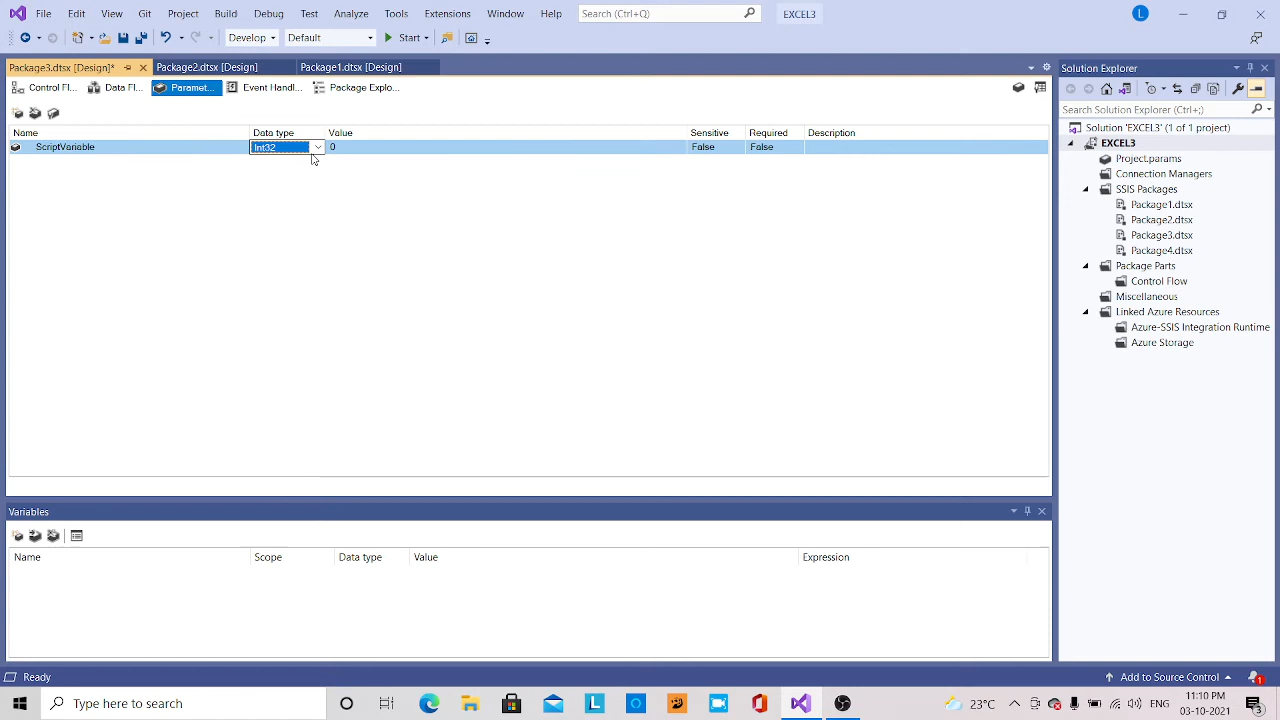 File Edit View Git Project Build Debug Test Analyze Tools Extensions Window Help Search (Ctrl+Q) EXCEL3
L
Develop Default Start
Package3.dtsx [Design]* Package2.dtsx [Design] Package1.dtsx [Design]
Control Fl... Data Fl... Paramet... Event Handl... Package Explo...
Name Data type Value Sensitive Required Description
ScriptVariable Int32 0 False False
Solution Explorer
Search Solution Explorer (Ctrl+;)
Solution 'EXCEL3' (1 of 1 project)
EXCEL3
Project.params
Connection Managers
SSIS Packages
Package1.dtsx
Package2.dtsx
Package3.dtsx
Package4.dtsx
Package Parts
Control Flow
Miscellaneous
Linked Azure Resources
Azure-SSIS Integration Runtime
Azure Storage
Variables
Name Scope Data type Value Expression
Ready Add to Source Control 1
Type here to search L 23°C 11:10 PM
03-10-2021 3